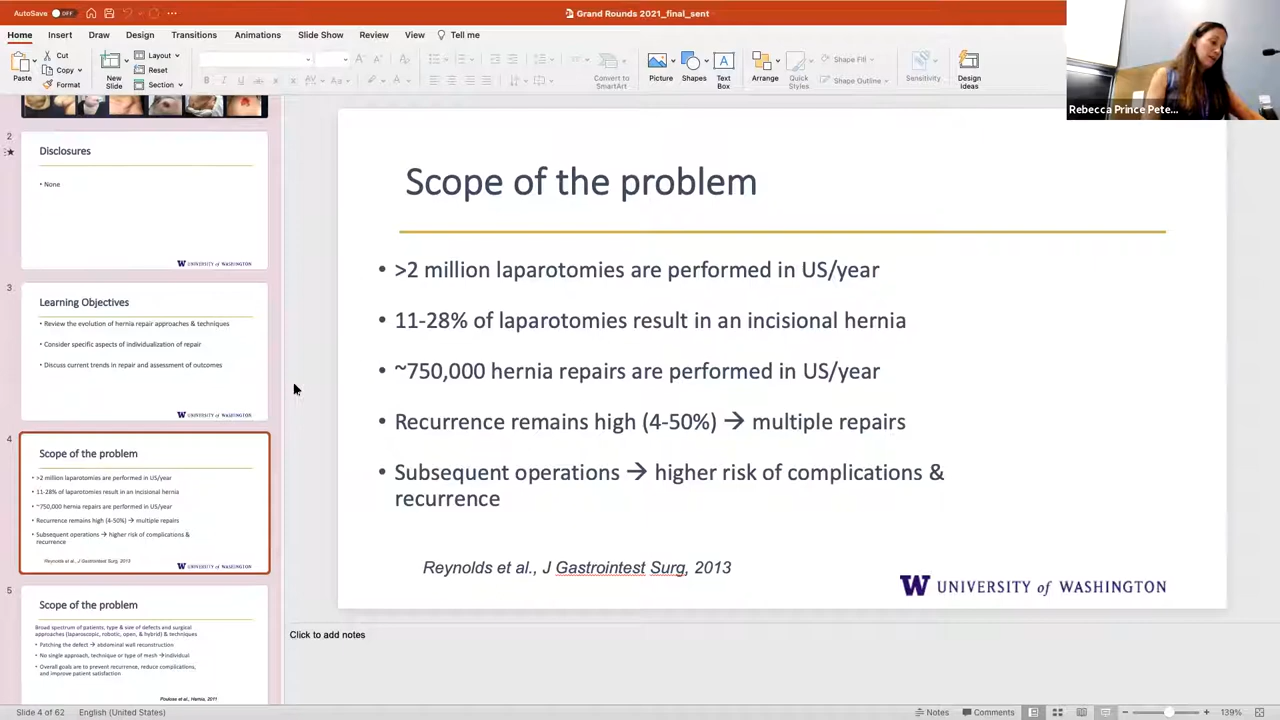 AutoSave OFF
Grand Rounds 2021_final_sent
Home Insert Draw Design Transitions Animations Slide Show Review View Tell me
Paste
Cut
Copy
Format
New Slide
Layout
Reset
Section
Convert to SmartArt
Picture
Shapes
Text Box
Arrange
Quick Styles
Shape Fill
Shape Outline
Sensitivity
Design Ideas
Rebecca Prince Pete...
2
Disclosures
• None
UNIVERSITY of WASHINGTON
3
Learning Objectives
• Review the evolution of hernia repair approaches & techniques
• Consider specific aspects of individualization of repair
• Discuss current trends in repair and assessment of outcomes
UNIVERSITY of WASHINGTON
4
Scope of the problem
• >2 million laparotomies are performed in US/year
• 11-28% of laparotomies result in an incisional hernia
• ~750,000 hernia repairs are performed in US/year
• Recurrence remains high (4-50%) → multiple repairs
• Subsequent operations → higher risk of complications &
recurrence
Reynolds et al., J Gastrointest Surg, 2013
UNIVERSITY of WASHINGTON
5
Scope of the problem
Broad spectrum of patients, type & size of defects and surgical
approaches (laparoscopic, robotic, open, & hybrid) & techniques
• Patching the defect → abdominal wall reconstruction
• No single approach, technique or type of mesh →individual
• Overall goals are to prevent recurrence, reduce complications,
and improve patient satisfaction
Poulose et al., Hernia, 2011
Scope of the problem
• >2 million laparotomies are performed in US/year
• 11-28% of laparotomies result in an incisional hernia
• ~750,000 hernia repairs are performed in US/year
• Recurrence remains high (4-50%) → multiple repairs
• Subsequent operations → higher risk of complications &
recurrence
Reynolds et al., J Gastrointest Surg, 2013
W UNIVERSITY of WASHINGTON
Click to add notes
Slide 4 of 62 English (United States) Notes Comments 139%